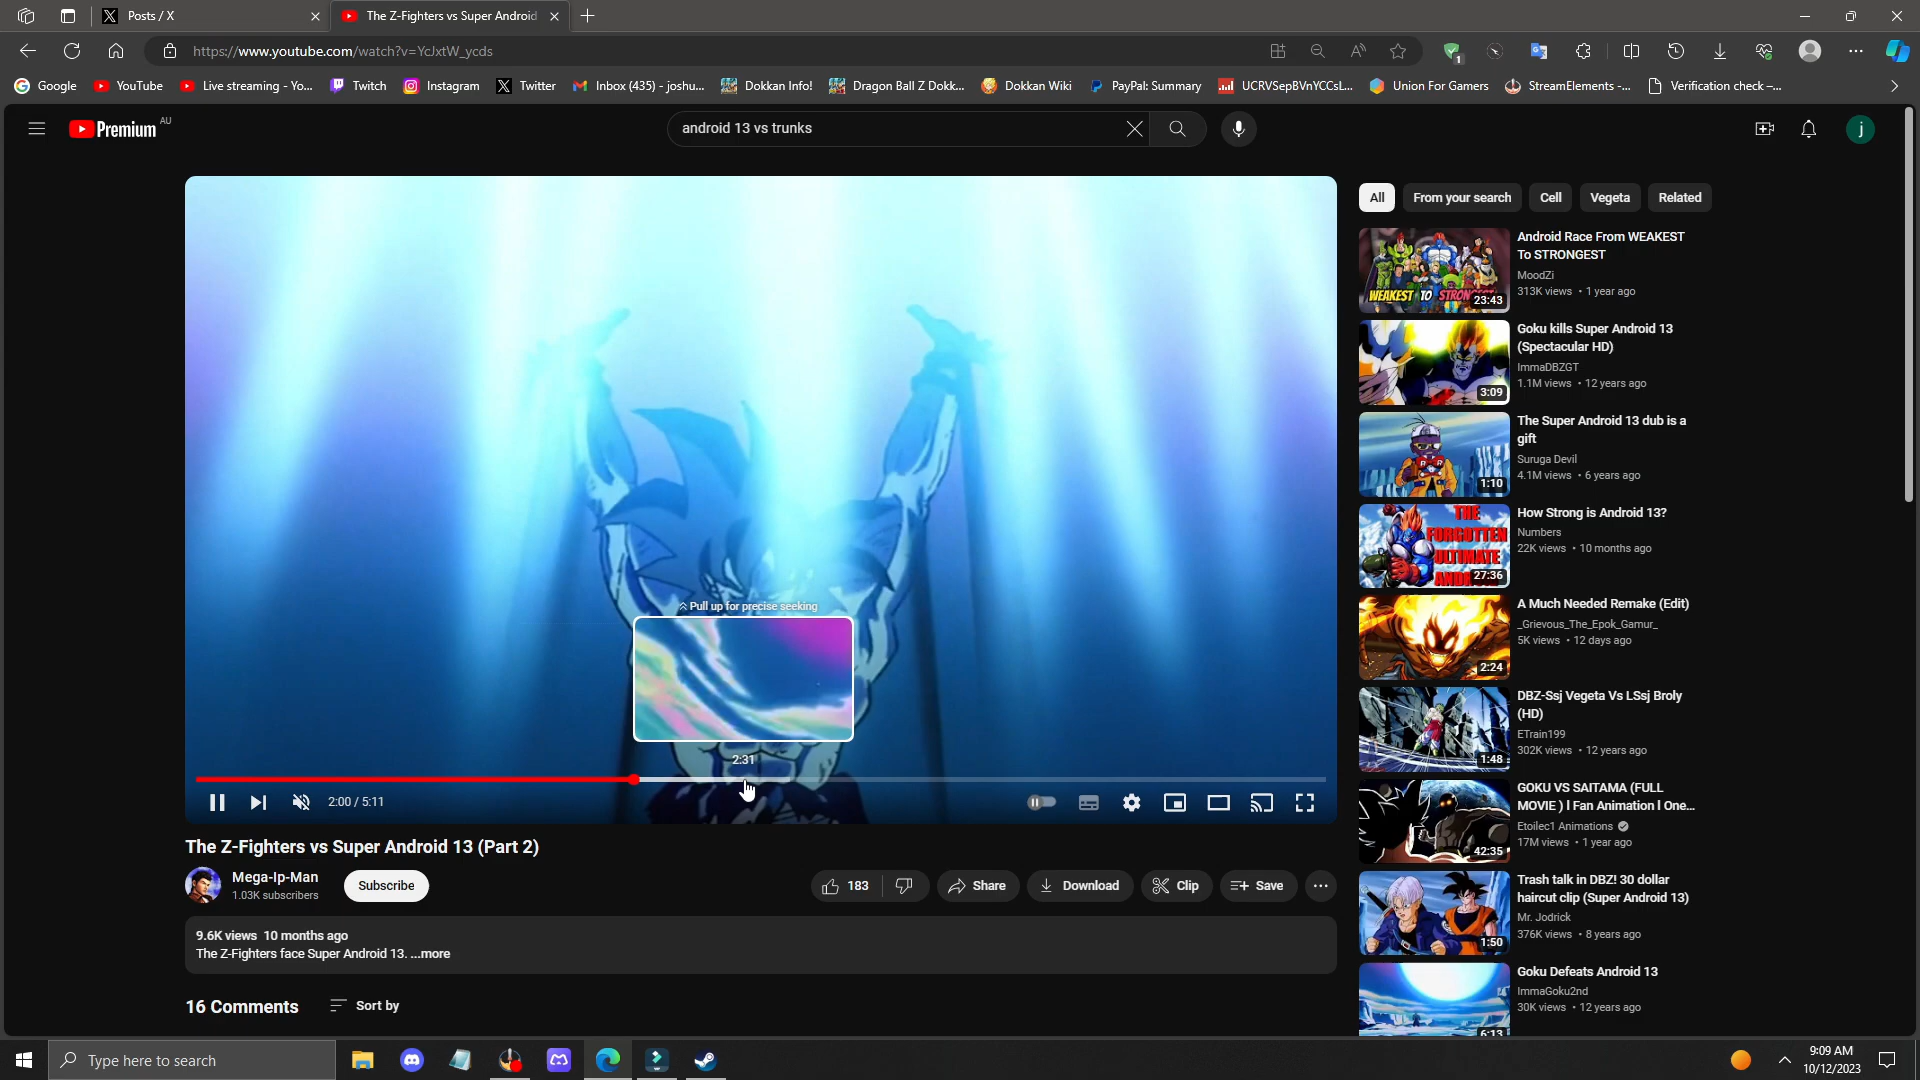 Posts / X
The Z-Fighters vs Super Android
https://www.youtube.com/watch?v=YcJxtW_ycds
1
Google
YouTube
Live streaming - Yo...
Twitch
Instagram
Twitter
Inbox (435) - joshu...
Dokkan Info!
Dragon Ball Z Dokk...
Dokkan Wiki
PayPal: Summary
UCRVSepBVnYCCsL...
Union For Gamers
StreamElements -...
Verification check –...
Premium AU
android 13 vs trunks
j
Pull up for precise seeking
2:31
2:00 / 5:11
The Z-Fighters vs Super Android 13 (Part 2)
Mega-Ip-Man
1.03K subscribers
Subscribe
183
Share
Download
Clip
Save
9.6K views 10 months ago
The Z-Fighters face Super Android 13. ...more
16 Comments
Sort by
All
From your search
Cell
Vegeta
Related
WEAKEST TO STRONGEST
23:43
Android Race From WEAKEST
To STRONGEST
MoodZi
313K views • 1 year ago
3:09
Goku kills Super Android 13
(Spectacular HD)
ImmaDBZGT
1.1M views • 12 years ago
1:10
The Super Android 13 dub is a
gift
Suruga Devil
4.1M views • 6 years ago
THE
FORGOTTEN
ULTIMATE
27:36
How Strong is Android 13?
Numbers
22K views • 10 months ago
2:24
A Much Needed Remake (Edit)
_Grievous_The_Epok_Gamur_
5K views • 12 days ago
1:48
DBZ-Ssj Vegeta Vs LSsj Broly
(HD)
ETrain199
302K views • 12 years ago
42:35
GOKU VS SAITAMA (FULL
MOVIE ) l Fan Animation l One...
Etoilec1 Animations
17M views • 1 year ago
1:50
Trash talk in DBZ! 30 dollar
haircut clip (Super Android 13)
Mr. Jodrick
376K views • 8 years ago
6:13
Goku Defeats Android 13
ImmaGoku2nd
30K views • 12 years ago
Type here to search
9:09 AM
10/12/2023